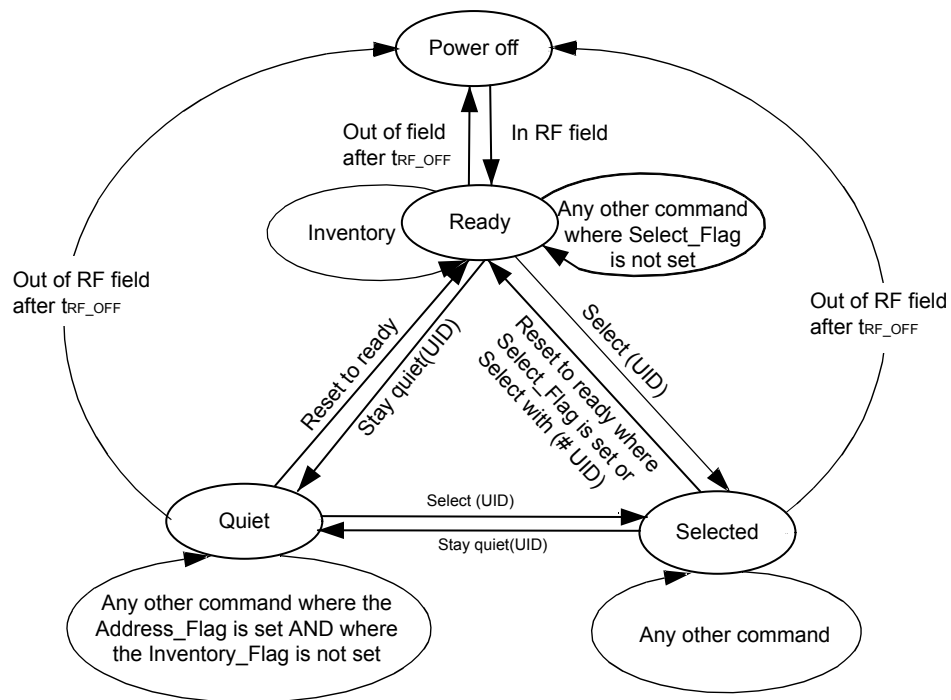 Power off
Out of field
after tRF_OFF
In RF field
Inventory
Ready
Any other command
where Select_Flag
is not set
Out of RF field
after tRF_OFF
Out of RF field
after tRF_OFF
Reset to ready
Stay quiet(UID)
Reset to ready where
Select_Flag is set or
Select with (# UID)
Select (UID)
Quiet
Select (UID)
Stay quiet(UID)
Selected
Any other command where the
Address_Flag is set AND where
the Inventory_Flag is not set
Any other command